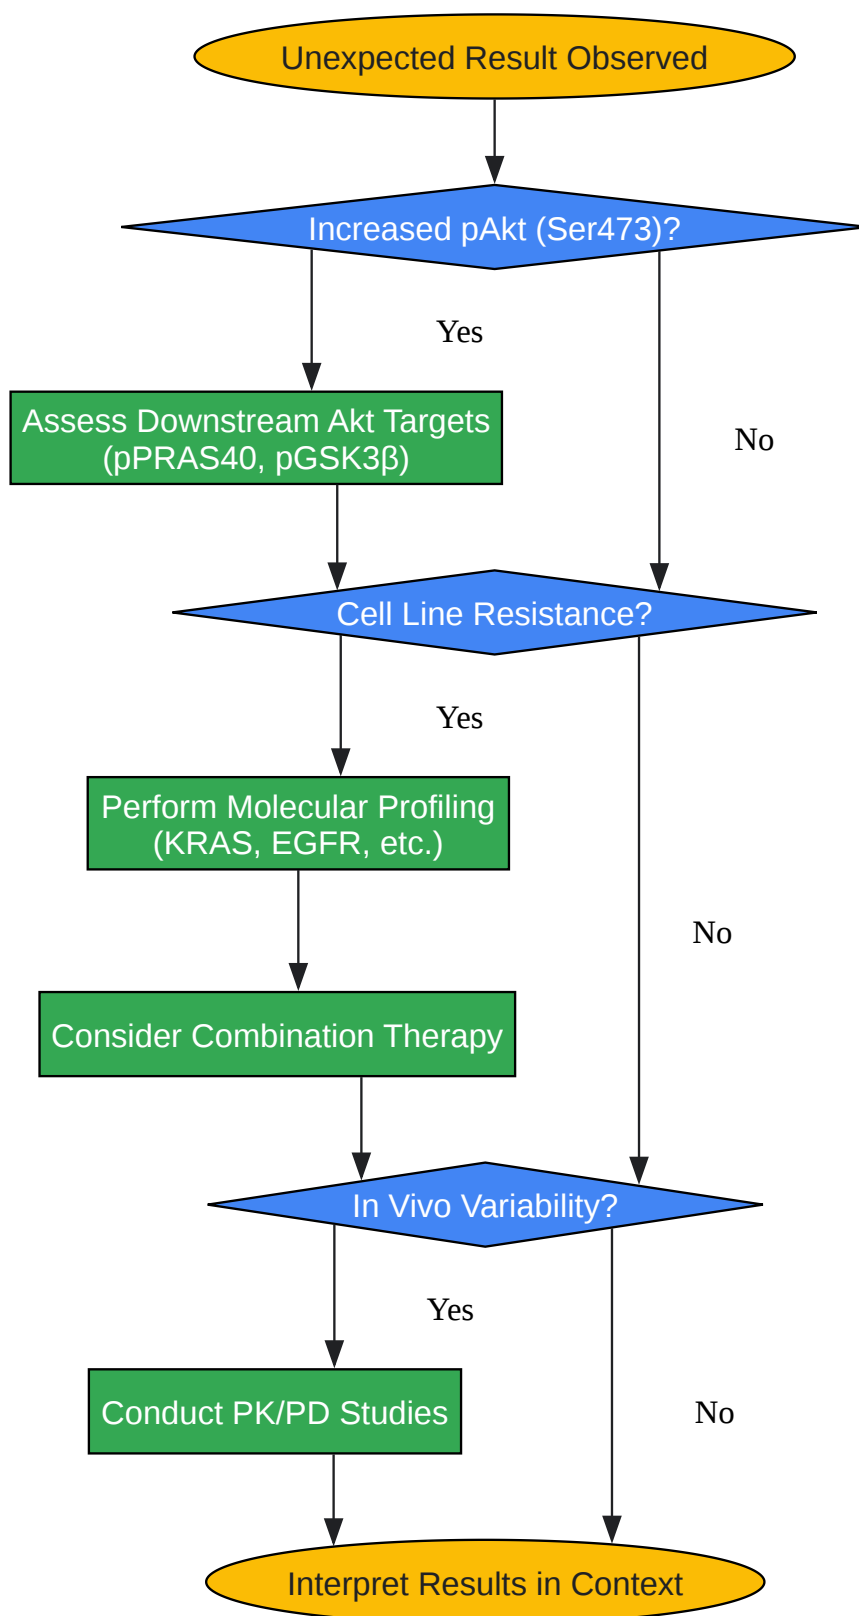 Unexpected Result Observed
Increased pAkt (Ser473)?
Yes
Assess Downstream Akt Targets
(pPRAS40, pGSK3β)
No
Cell Line Resistance?
Yes
Perform Molecular Profiling
(KRAS, EGFR, etc.)
No
Consider Combination Therapy
In Vivo Variability?
Yes
Conduct PK/PD Studies
No
Interpret Results in Context